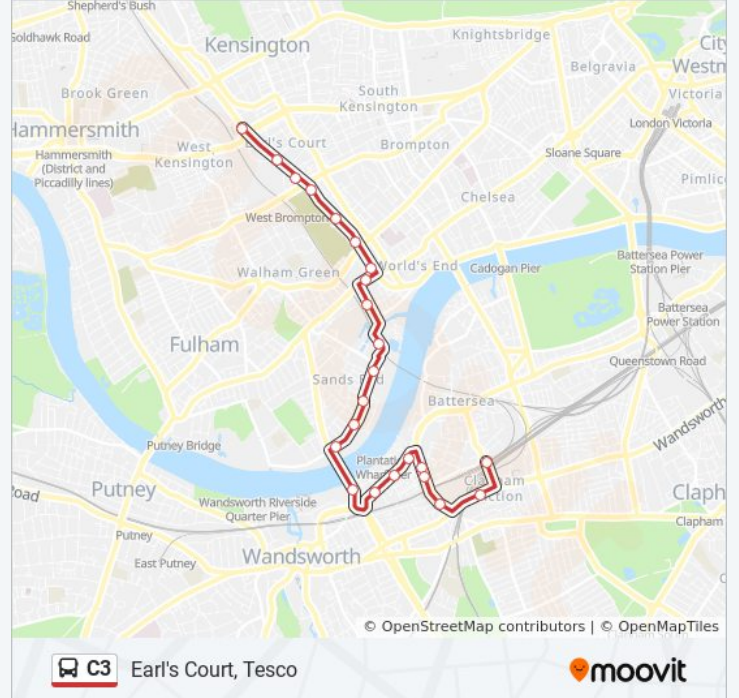 Shepherd's Bush
Goldhawk Road
Kensington
Knightsbridge
City
Westm
Belgravia
Brook Green
South
Kensington
Victoria
Hammersmith
Earl's Court
London Victoria
West
Kensington
Brompton
Sloane Square
Hammersmith
(District and
Piccadilly lines)
Pimlico
Chelsea
West Brompton
Battersea Power
Station Pier
World's End
Cadogan Pier
Walham Green
Battersea
Power Station
Fulham
Queenstown Road
Sands End
Battersea
Wandsworth
Putney Bridge
Plantati
Wharf
er
Road
Putney
Clapham
Junction
Claph
Wandsworth Riverside
Quarter Pier
Clapham
Putney
Wandsworth
East Putney
© OpenStreetMap contributors | © OpenMapTiles
C3 Earl's Court, Tesco
moovit